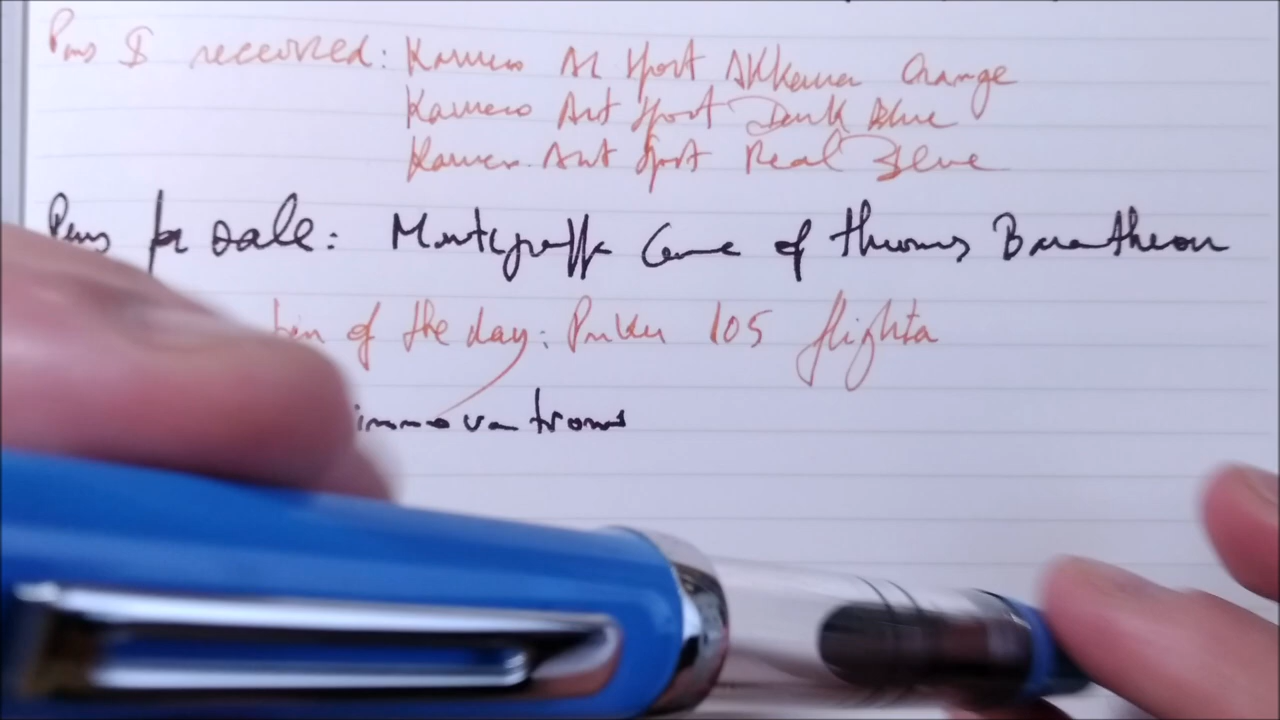 Pens I received: Kaweco AL Sport Orange
Kaweco Art Sport Dark Blue
Kaweco Art Sport Real Blue
Pens for sale: Montegrappa Game of Thrones Baratheon
pen of the day: Parker 105 flighter
innovations